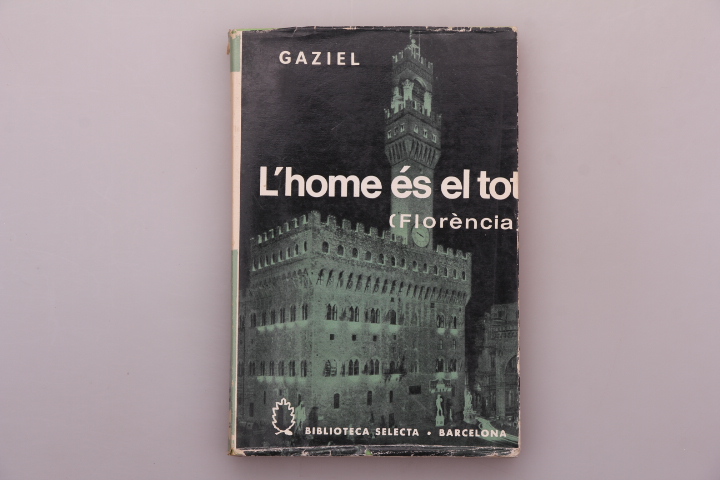 GAZIEL
L'home és el tot
(Florència)
BIBLIOTECA SELECTA • BARCELONA